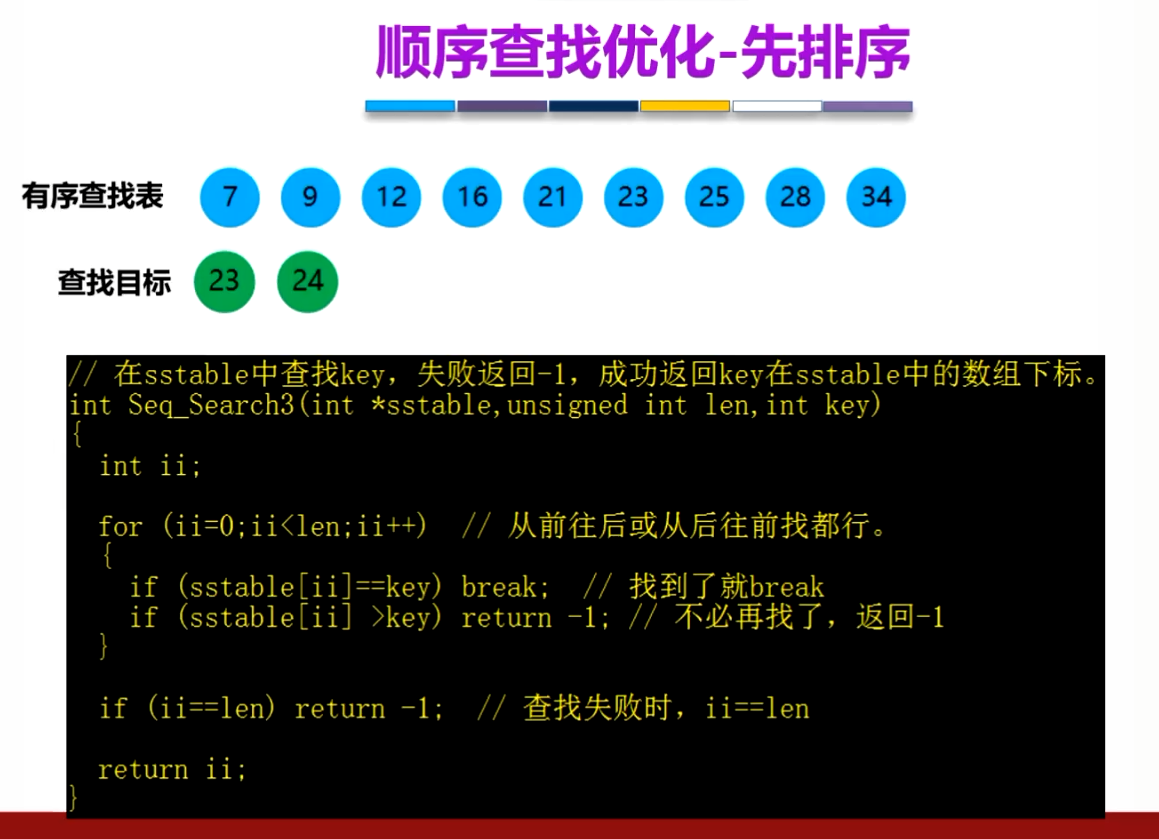 顺序查找优化-先排序
有序查找表 7 9 12 16 21 23 25 28 34
查找目标 23 24
// 在sstable中查找key，失败返回-1，成功返回key在sstable中的数组下标。
int Seq_Search3(int *sstable,unsigned int len,int key)
{
  int ii;
  for (ii=0;ii<len;ii++)  // 从前往后或从后往前找都行。
  {
    if (sstable[ii]==key) break;  // 找到了就break
    if (sstable[ii] >key) return -1; // 不必再找了，返回-1
  }
  if (ii==len) return -1;  // 查找失败时，ii==len
  return ii;
}